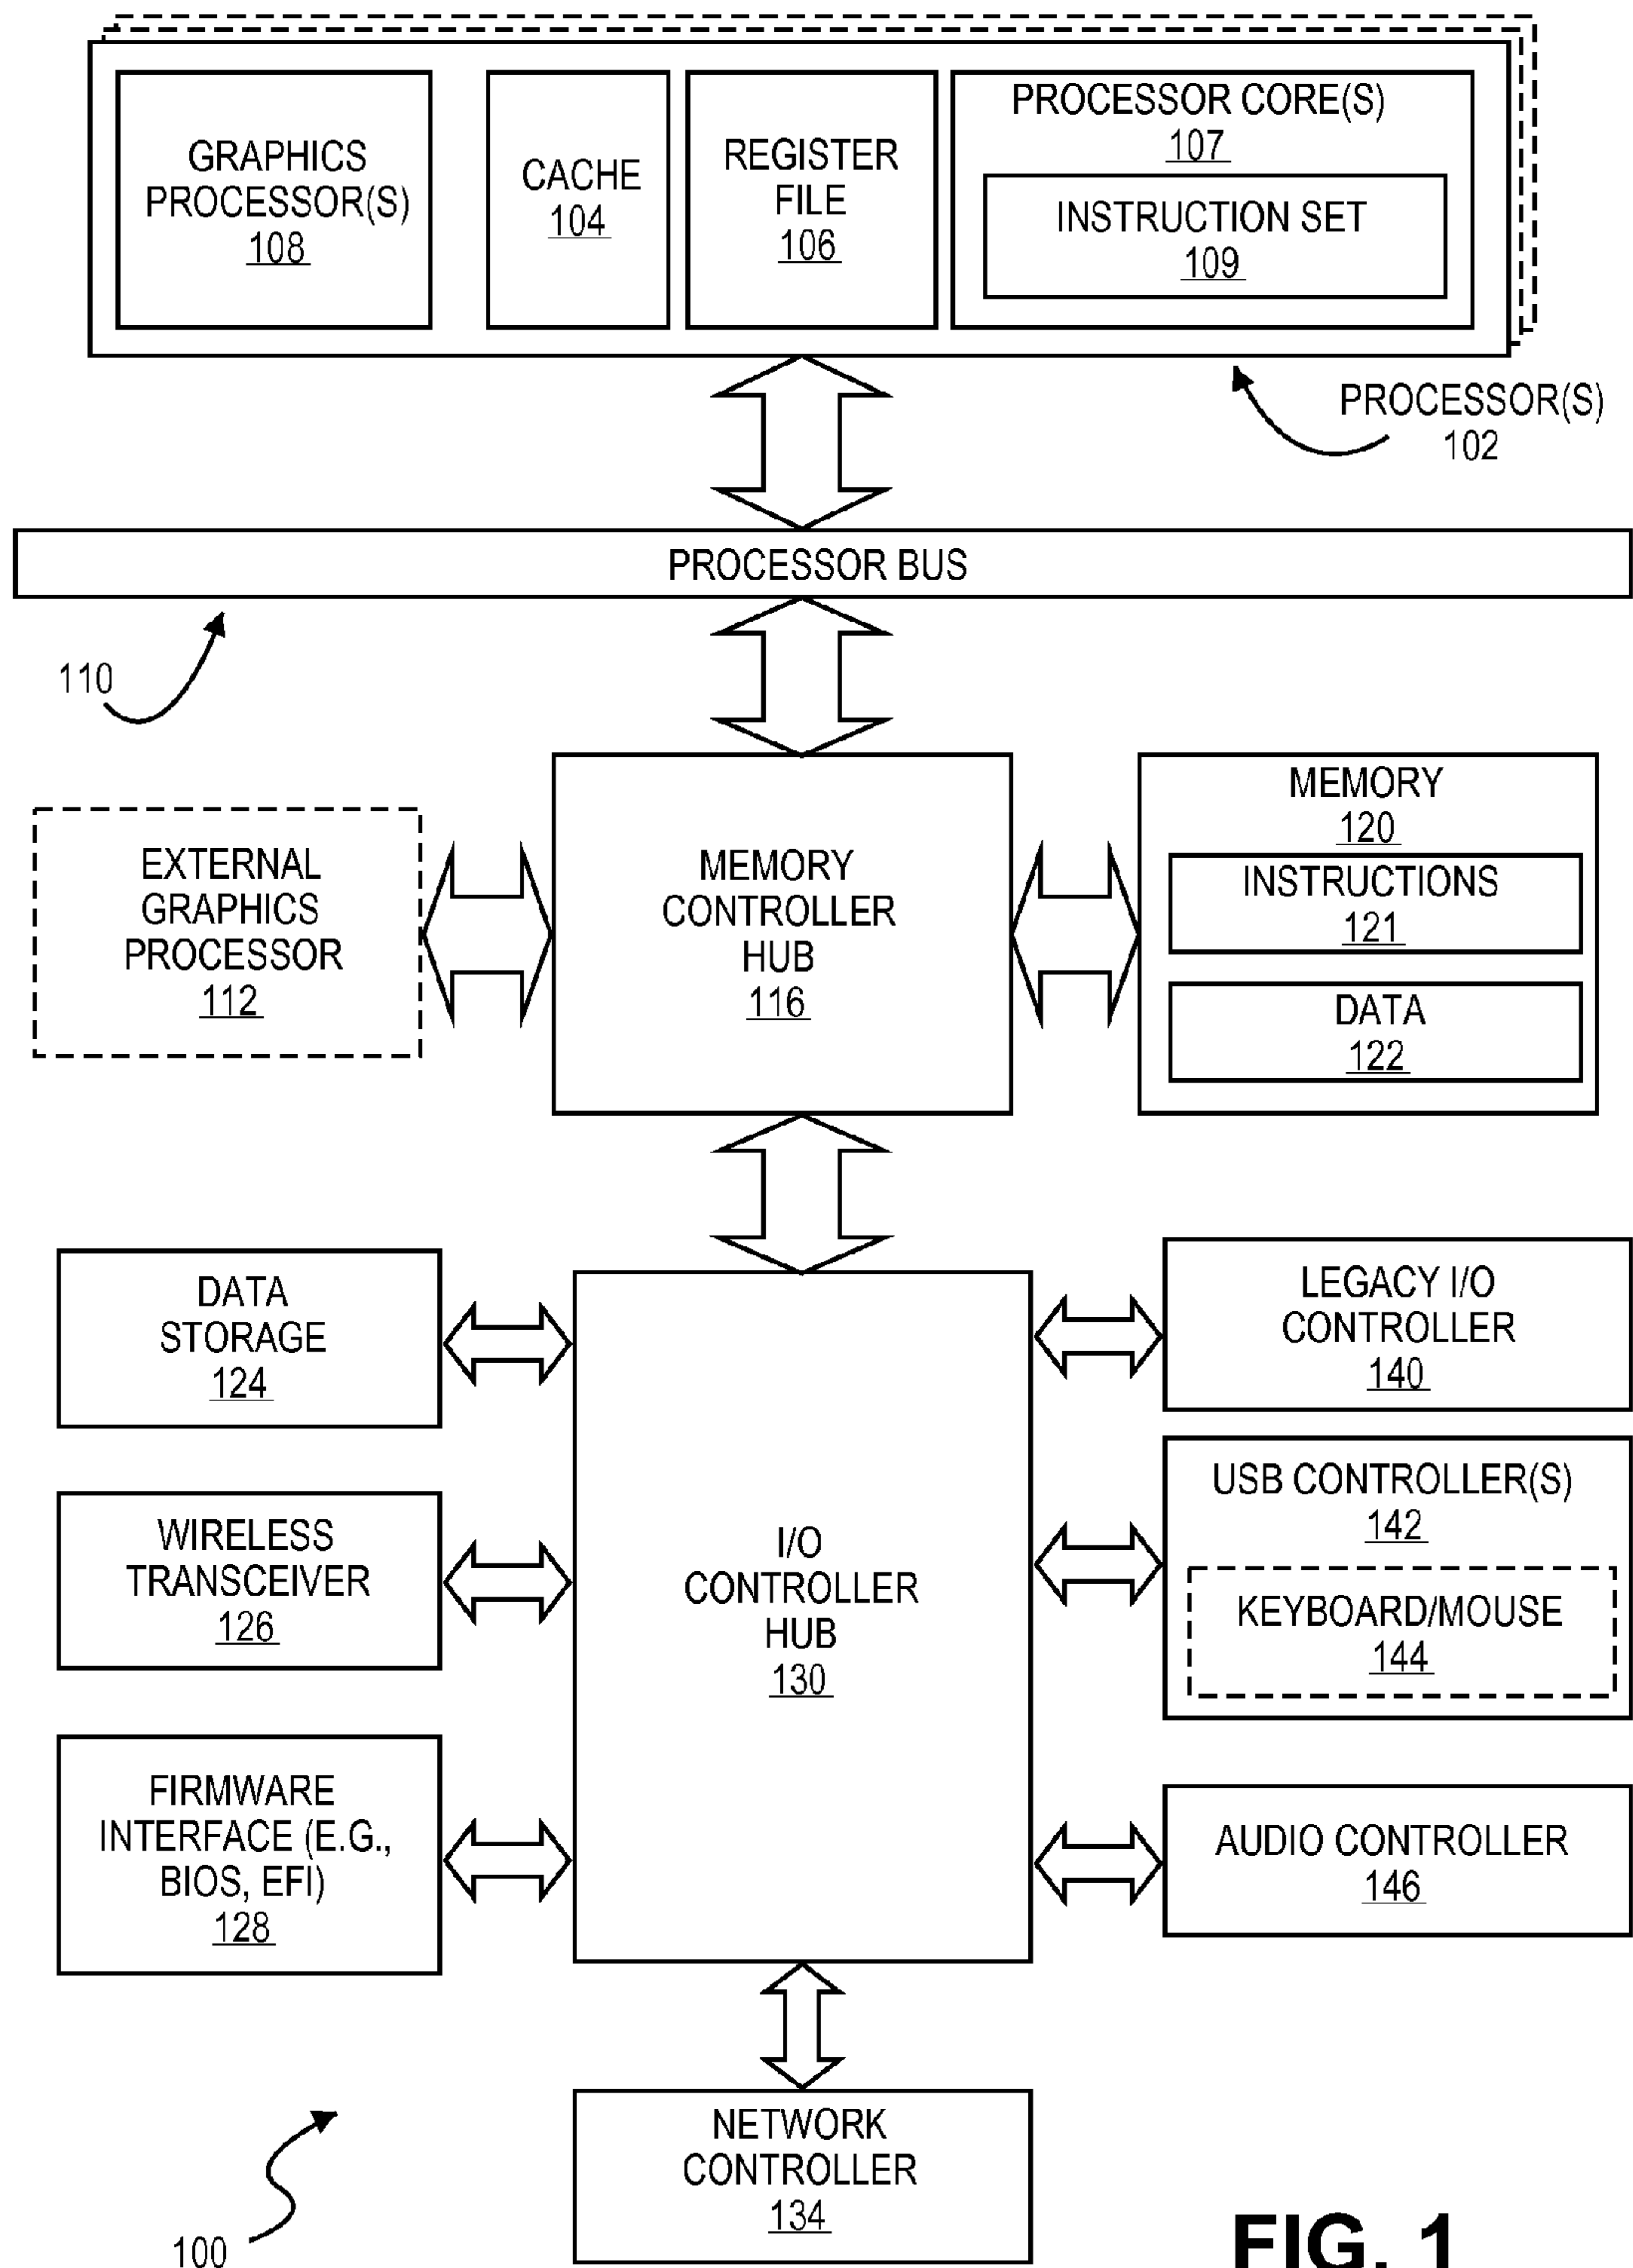 GRAPHICS
PROCESSOR(S)
108
CACHE
104
REGISTER
FILE
106
PROCESSOR CORE(S)
107
INSTRUCTION SET
109
PROCESSOR(S)
102
PROCESSOR BUS
110
EXTERNAL
GRAPHICS
PROCESSOR
112
MEMORY
CONTROLLER
HUB
116
MEMORY
120
INSTRUCTIONS
121
DATA
122
DATA
STORAGE
124
WIRELESS
TRANSCEIVER
126
FIRMWARE
INTERFACE (E.G.,
BIOS, EFI)
128
I/O
CONTROLLER
HUB
130
LEGACY I/O
CONTROLLER
140
USB CONTROLLER(S)
142
KEYBOARD/MOUSE
144
AUDIO CONTROLLER
146
NETWORK
CONTROLLER
134
100
FIG. 1